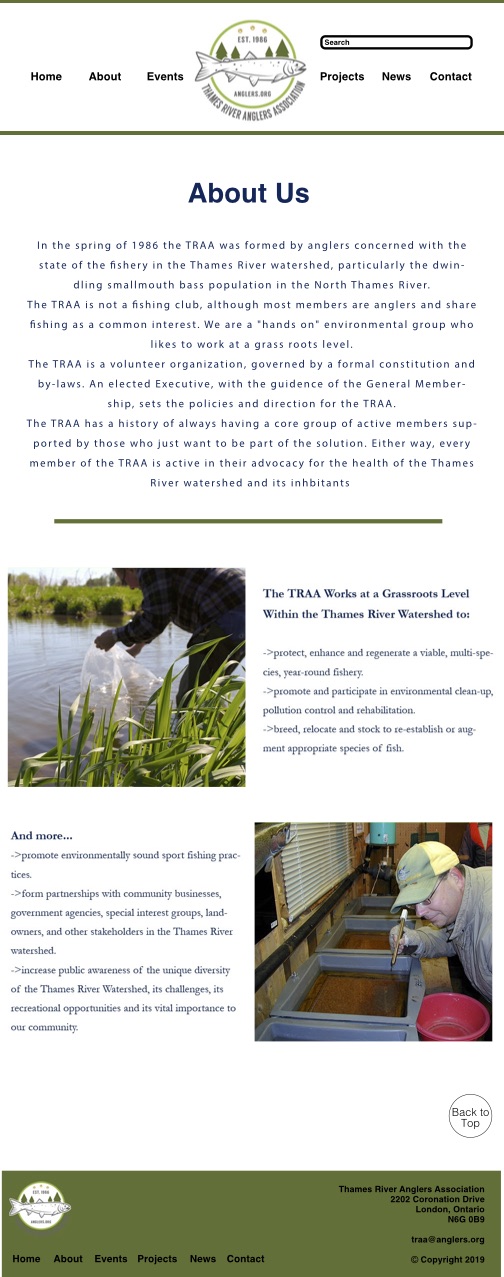 Search
Home About Events Projects News Contact
EST. 1986
ANGLERS.ORG
THAMES RIVER ANGLERS ASSOCIATION
About Us
In the spring of 1986 the TRAA was formed by anglers concerned with the
state of the fishery in the Thames River watershed, particularly the dwin-
dling smallmouth bass population in the North Thames River.
The TRAA is not a fishing club, although most members are anglers and share
fishing as a common interest. We are a "hands on" environmental group who
likes to work at a grass roots level.
The TRAA is a volunteer organization, governed by a formal constitution and
by-laws. An elected Executive, with the guidence of the General Member-
ship, sets the policies and direction for the TRAA.
The TRAA has a history of always having a core group of active members sup-
ported by those who just want to be part of the solution. Either way, every
member of the TRAA is active in their advocacy for the health of the Thames
River watershed and its inhbitants
The TRAA Works at a Grassroots Level
Within the Thames River Watershed to:
->protect, enhance and regenerate a viable, multi-spe-
cies, year-round fishery.
->promote and participate in environmental clean-up,
pollution control and rehabilitation.
->breed, relocate and stock to re-establish or aug-
ment appropriate species of fish.
And more...
->promote environmentally sound sport fishing prac-
tices.
->form partnerships with community businesses,
government agencies, special interest groups, land-
owners, and other stakeholders in the Thames River
watershed.
->increase public awareness of the unique diversity
of the Thames River Watershed, its challenges, its
recreational opportunities and its vital importance to
our community.
Back to
Top
EST. 1986
ANGLERS.ORG
Thames River Anglers Association
2202 Coronation Drive
London, Ontario
N6G 0B9
traa@anglers.org
Home About Events Projects News Contact
© Copyright 2019